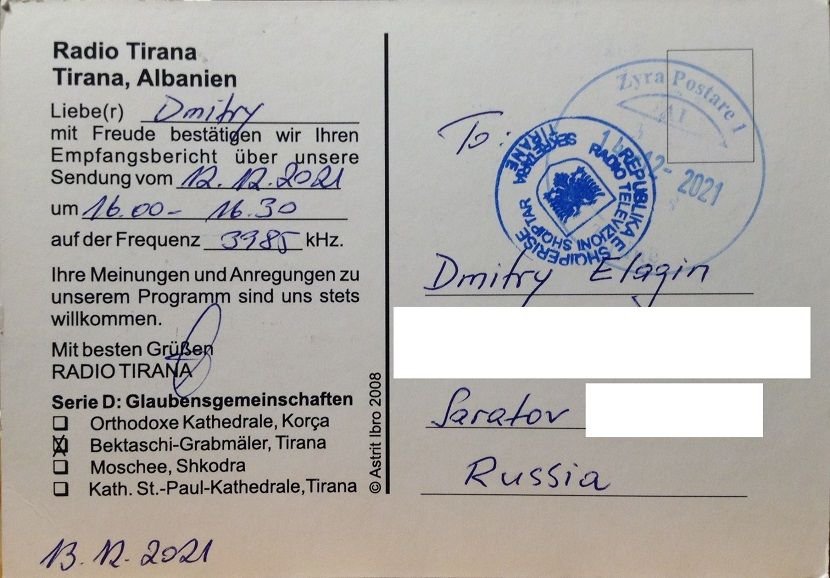 Radio Tirana
Tirana, Albanien
Liebe(r) Dmitry
mit Freude bestätigen wir Ihren
Empfangsbericht über unsere
Sendung vom 12.12.2021
um 16.00- 16.30
auf der Frequenz 3985 kHz.
Ihre Meinungen und Anregungen zu
unserem Programm sind uns stets
willkommen.
Mit besten Grüßen
RADIO TIRANA
Serie D: Glaubensgemeinschaften
Orthodoxe Kathedrale, Korça
Bektaschi-Grabmäler, Tirana
Moschee, Shkodra
Kath. St.-Paul-Kathedrale, Tirana
13.12.2021
© Astrit Ibro 2008
Zyra Postare 1
12- 2021
REPUBLIKA E SHQIPERISE
RADIO TELEVIZIONI SHQIPTAR
SEKRETARIA
TIRANE
To:
Dmitry Elagin
Saratov
Russia